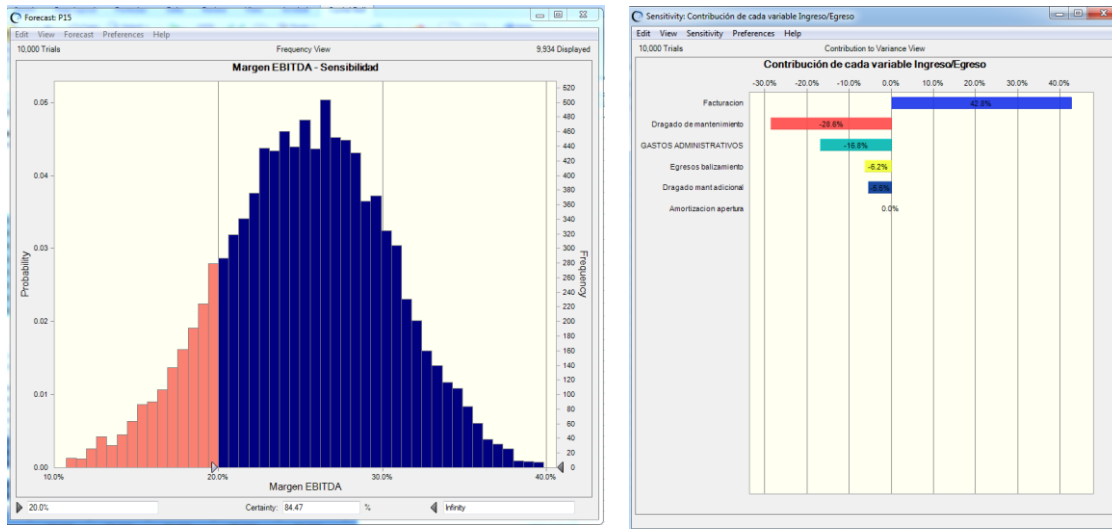 Forecast: P15
Edit View Forecast Preferences Help
10,000 Trials Frequency View 9,934 Displayed
Margen EBITDA - Sensibilidad
0.05
0.04
0.03
0.02
0.01
0.00
Probability
520
500
480
460
440
420
400
380
360
340
320
300
280
260
240
220
200
180
160
140
120
100
80
60
40
20
0
Frequency
10.0% 20.0% 30.0% 40.0%
Margen EBITDA
20.0% Certainty: 84.47 % Infinity
Sensitivity: Contribución de cada variable Ingreso/Egreso
Edit View Sensitivity Preferences Help
10,000 Trials Contribution to Variance View
Contribución de cada variable Ingreso/Egreso
-30.0% -20.0% -10.0% 0.0% 10.0% 20.0% 30.0% 40.0%
Facturacion 42.8%
Dragado de mantenimiento -28.6%
GASTOS ADMINISTRATIVOS -16.8%
Egresos balizamiento -6.2%
Dragado mant adicional
Amortizacion apertura 0.0%